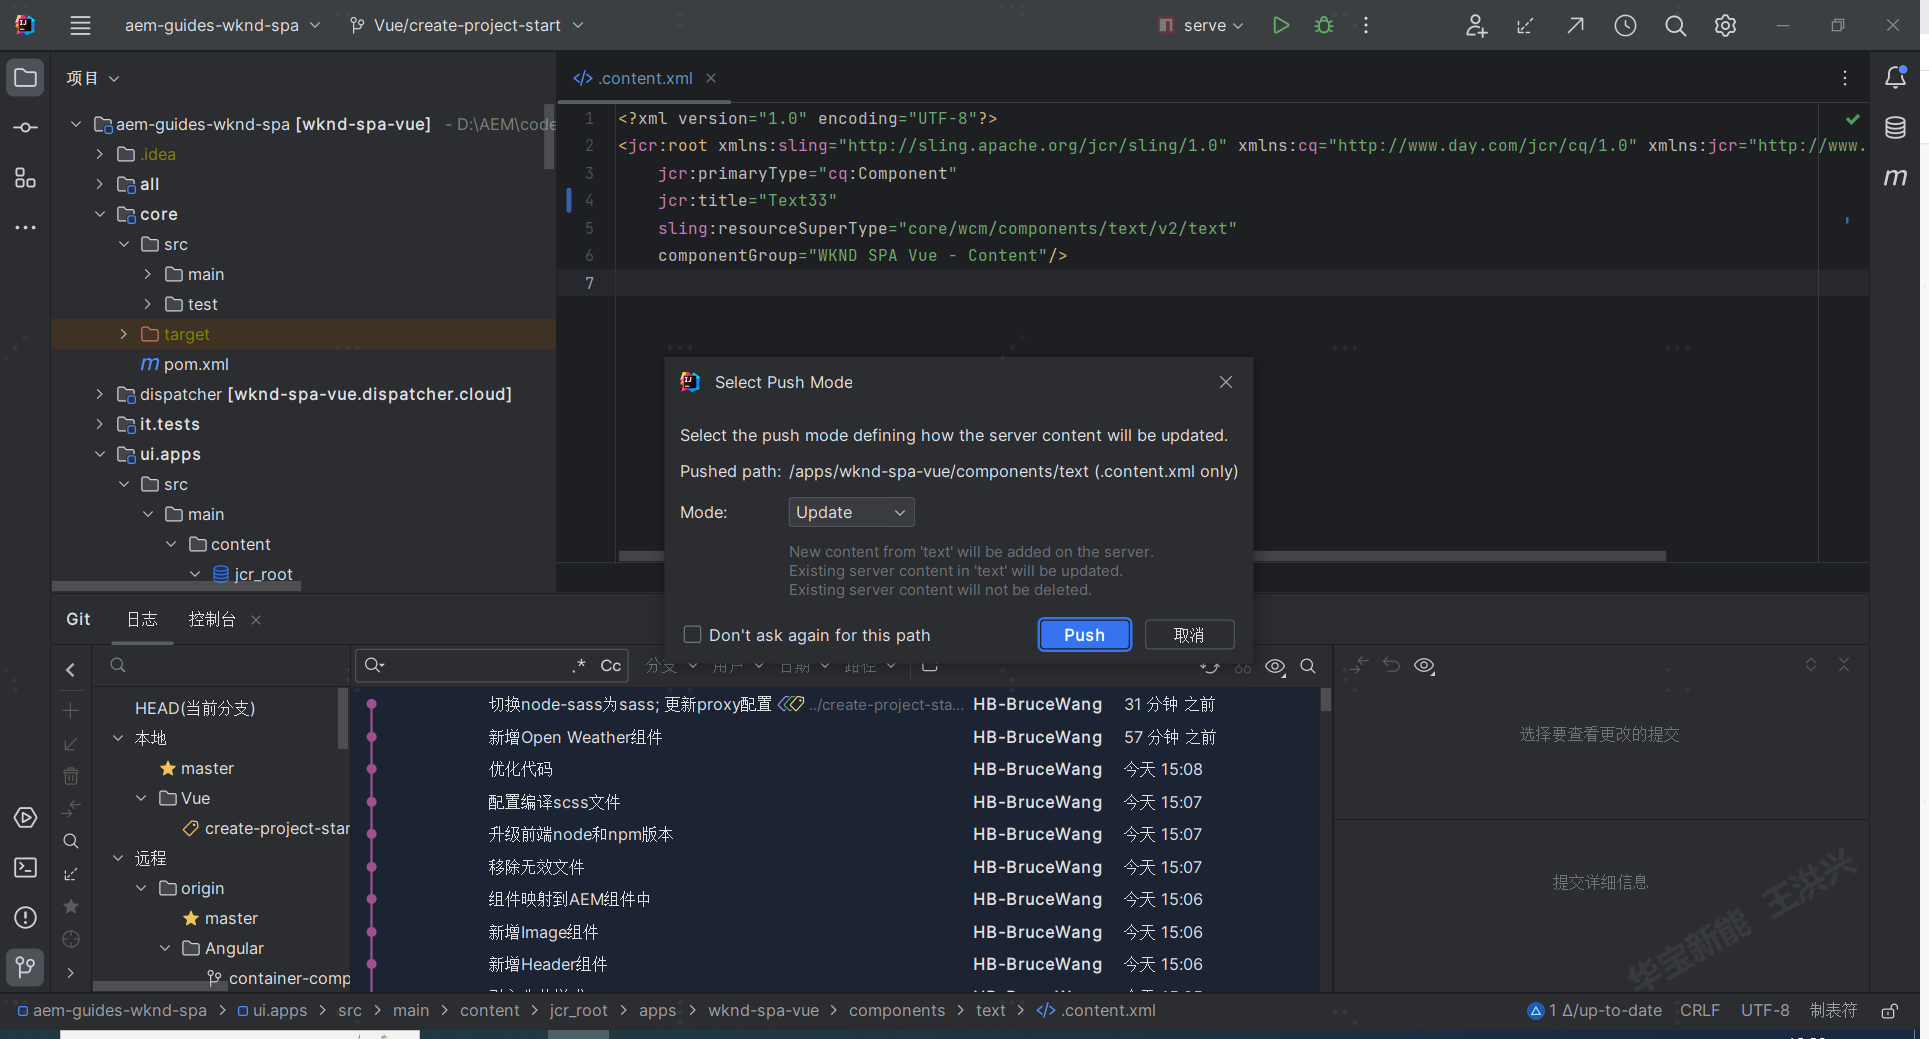 aem-guides-wknd-spa
Vue/create-project-start
serve
项目
.content.xml
aem-guides-wknd-spa [wknd-spa-vue] - D:\AEM\code
.idea
all
core
src
main
test
target
pom.xml
dispatcher [wknd-spa-vue.dispatcher.cloud]
it.tests
ui.apps
src
main
content
jcr_root
1 <?xml version="1.0" encoding="UTF-8"?>
2 <jcr:root xmlns:sling="http://sling.apache.org/jcr/sling/1.0" xmlns:cq="http://www.day.com/jcr/cq/1.0" xmlns:jcr="http://www.
3 jcr:primaryType="cq:Component"
4 jcr:title="Text33"
5 sling:resourceSuperType="core/wcm/components/text/v2/text"
6 componentGroup="WKND SPA Vue - Content"/>
7
Select Push Mode
Select the push mode defining how the server content will be updated.
Pushed path: /apps/wknd-spa-vue/components/text (.content.xml only)
Mode: Update
New content from 'text' will be added on the server.
Existing server content in 'text' will be updated.
Existing server content will not be deleted.
Don't ask again for this path
Push
取消
Git 日志 控制台
.* Cc 分支 用户 日期 路径
HEAD(当前分支)
本地
master
Vue
create-project-star
远程
origin
master
Angular
container-comp
切换node-sass为sass; 更新proxy配置 ../create-project-sta... HB-BruceWang 31 分钟 之前
新增Open Weather组件 HB-BruceWang 57 分钟 之前
优化代码 HB-BruceWang 今天 15:08
配置编译scss文件 HB-BruceWang 今天 15:07
升级前端node和npm版本 HB-BruceWang 今天 15:07
移除无效文件 HB-BruceWang 今天 15:07
组件映射到AEM组件中 HB-BruceWang 今天 15:06
新增Image组件 HB-BruceWang 今天 15:06
新增Header组件 HB-BruceWang 今天 15:06
选择要查看更改的提交
提交详细信息
华宝新能 王洪兴
aem-guides-wknd-spa > ui.apps > src > main > content > jcr_root > apps > wknd-spa-vue > components > text > .content.xml
1 Δ/up-to-date CRLF UTF-8 制表符